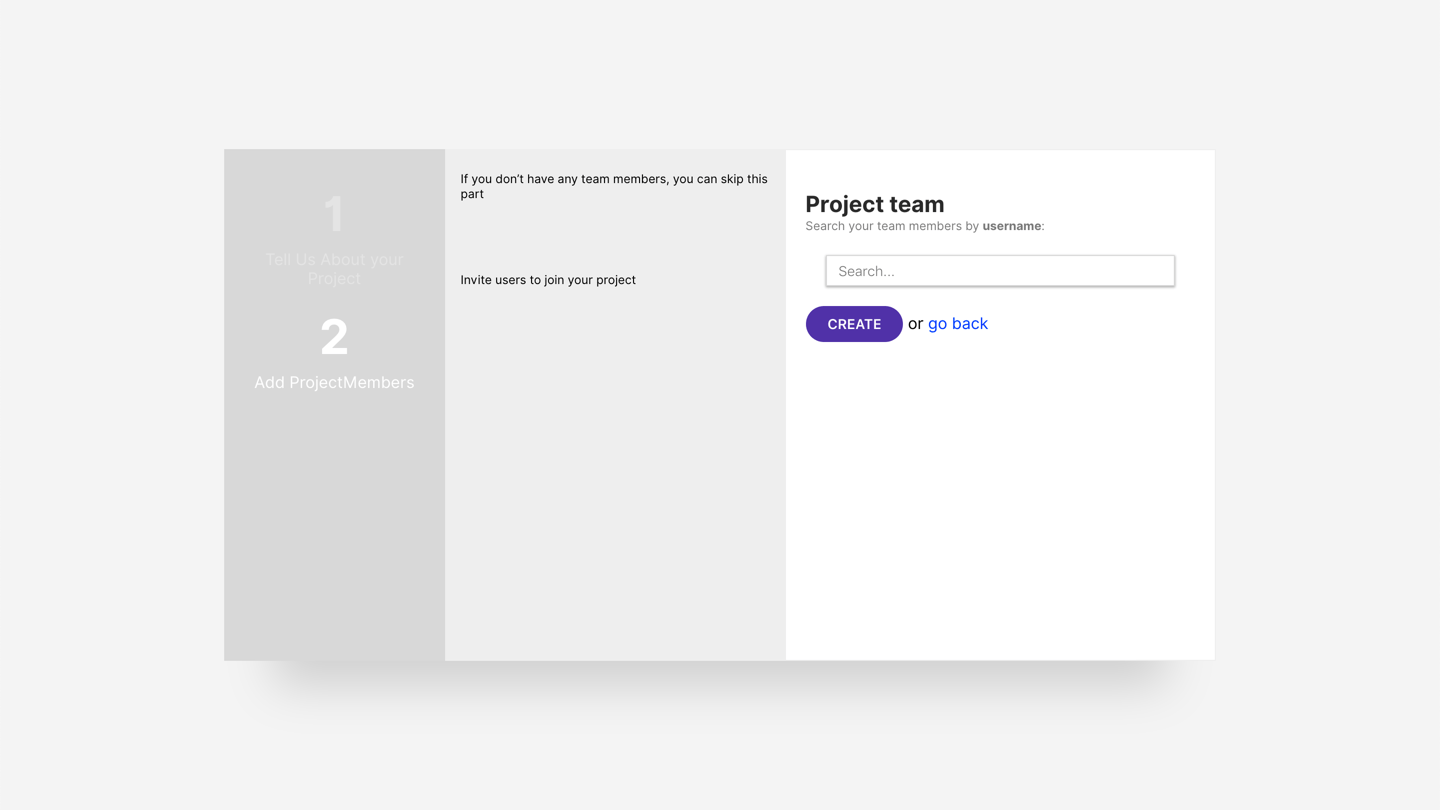 1
Tell Us About your
Project
2
Add ProjectMembers
If you don’t have any team members, you can skip this
part
Invite users to join your project
Project team
Search your team members by username:
Search...
CREATE or go back